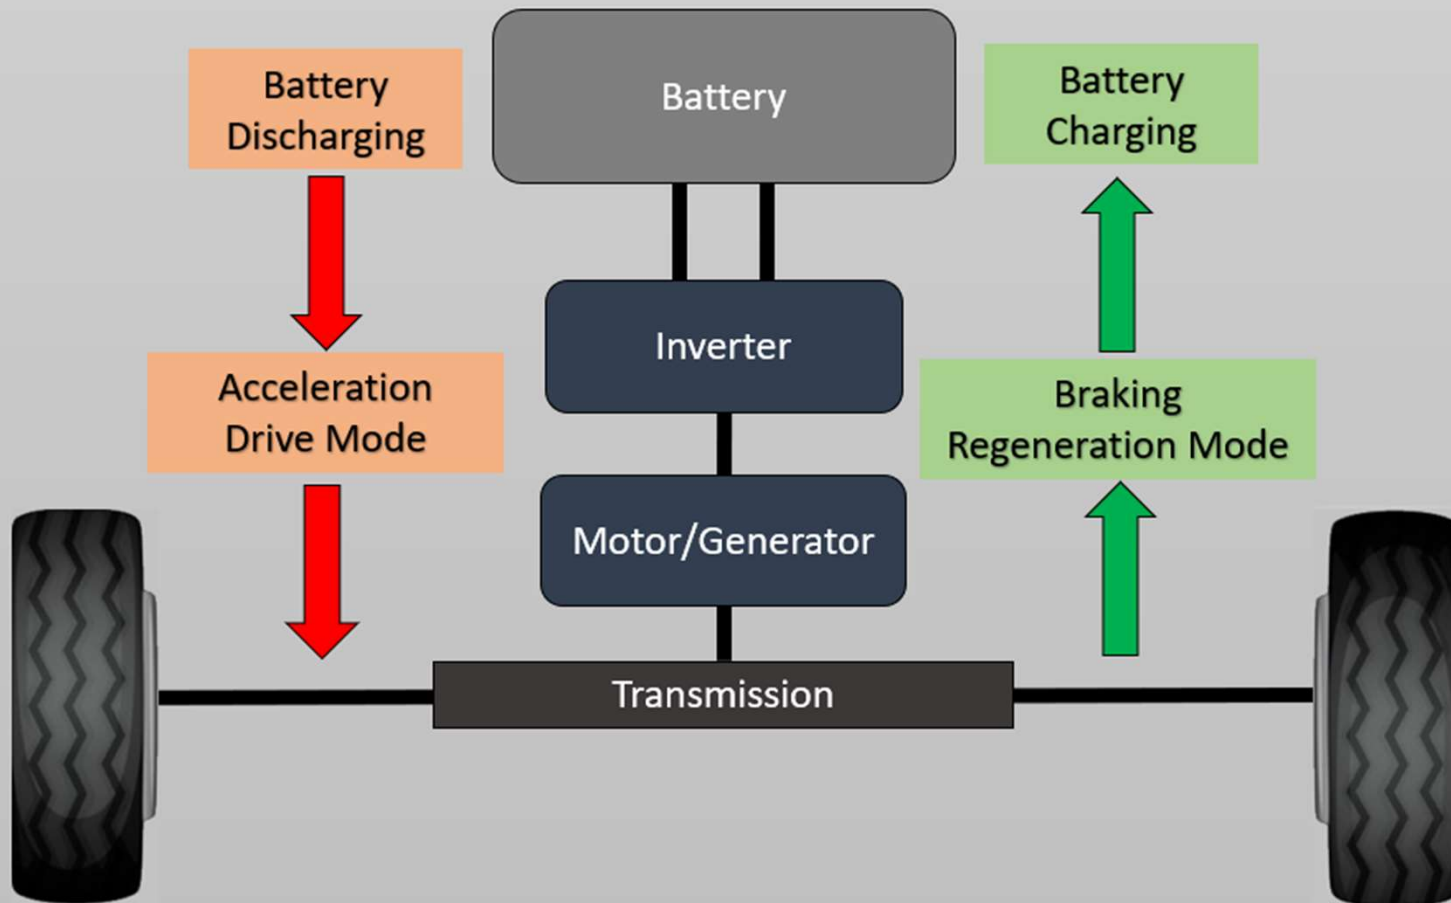 Battery
Discharging
Battery
Battery
Charging
Inverter
Acceleration
Drive Mode
Braking
Regeneration Mode
Motor/Generator
Transmission